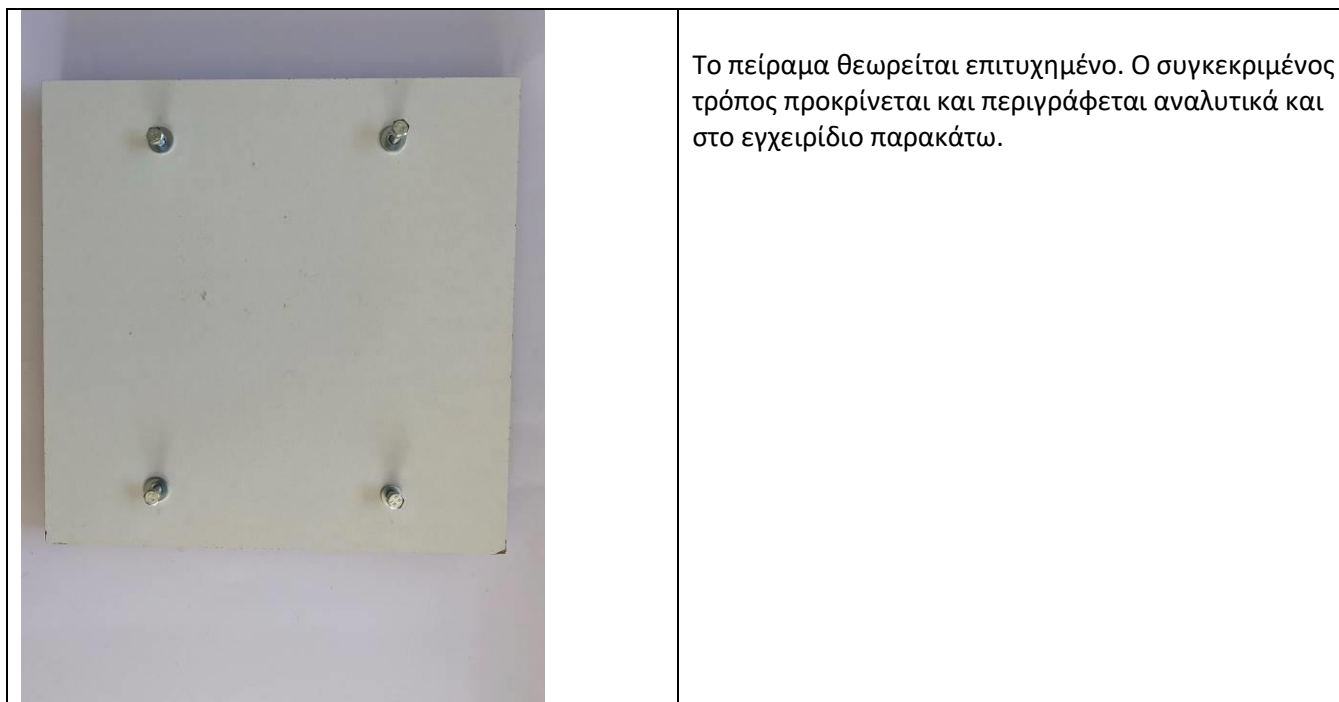 Το πείραμα θεωρείται επιτυχημένο. Ο συγκεκριμένος
τρόπος προκρίνεται και περιγράφεται αναλυτικά και
στο εγχειρίδιο παρακάτω.